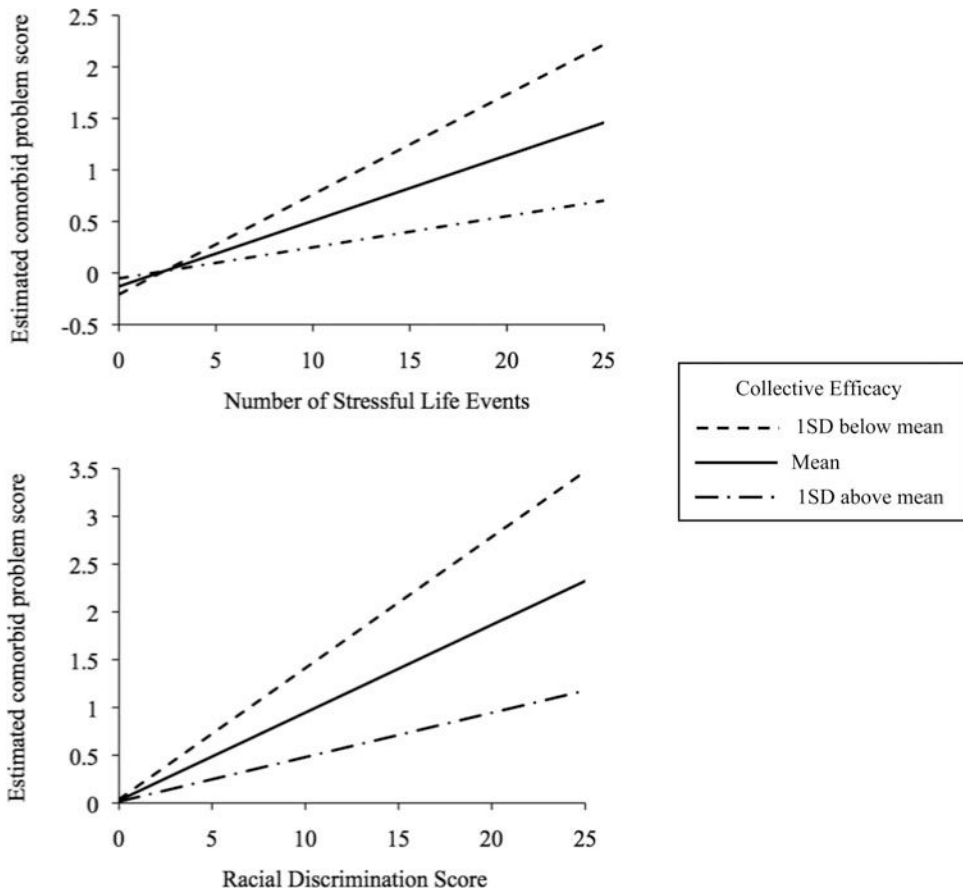 Estimated comorbid problem score
2.5
2
1.5
1
0.5
0
-0.5
0 5 10 15 20 25
Number of Stressful Life Events
Collective Efficacy
1SD below mean
Mean
1SD above mean
Estimated comorbid problem score
3.5
3
2.5
2
1.5
1
0.5
0
0 5 10 15 20 25
Racial Discrimination Score